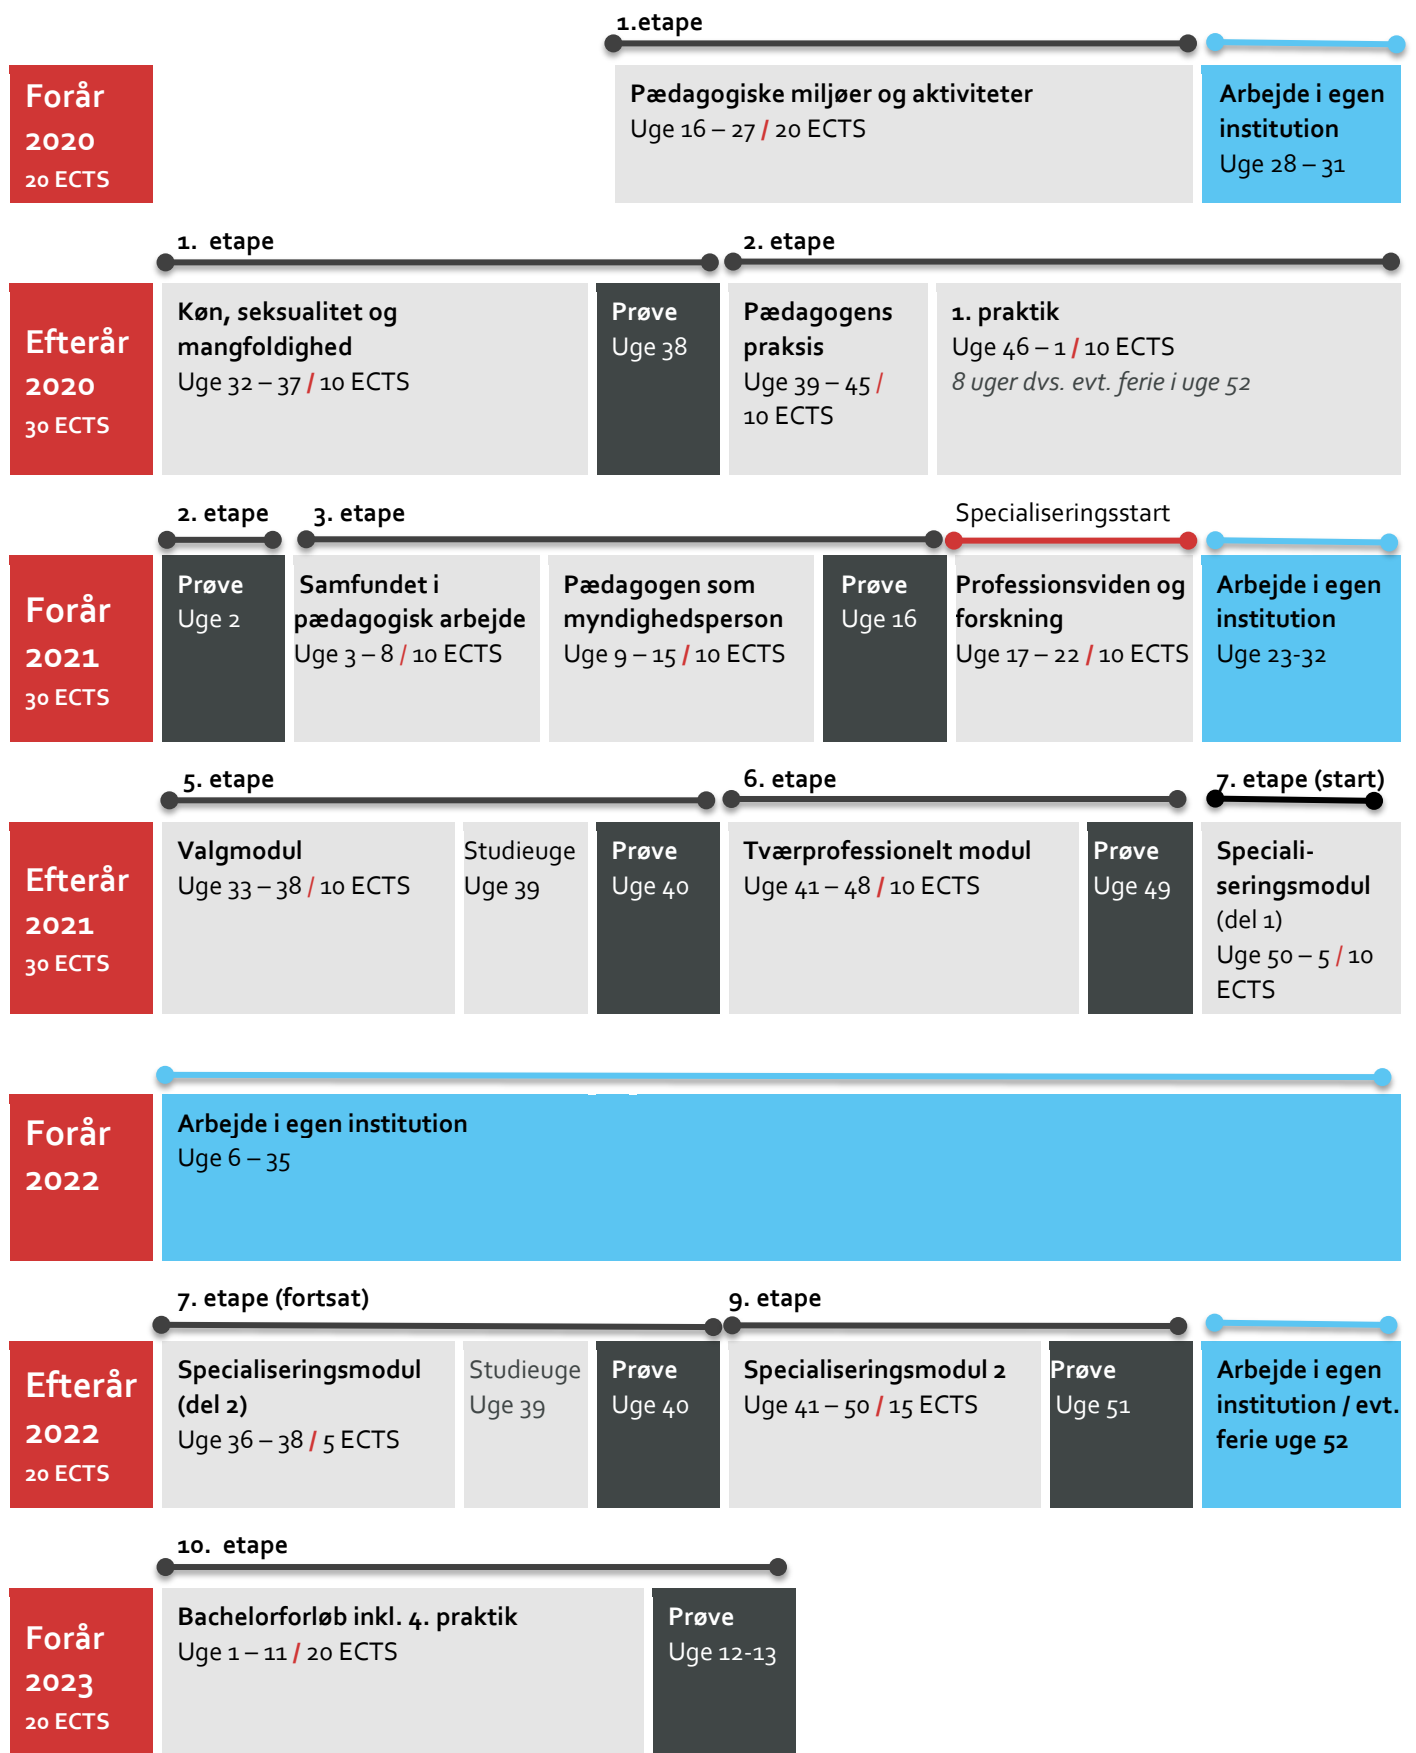 1.etape
Forår
2020
20 ECTS
Pædagogiske miljøer og aktiviteter
Uge 16 – 27 / 20 ECTS
Arbejde i egen
institution
Uge 28 – 31
1. etape
2. etape
Efterår
2020
30 ECTS
Køn, seksualitet og
mangfoldighed
Uge 32 – 37 / 10 ECTS
Prøve
Uge 38
Pædagogens
praksis
Uge 39 – 45 /
10 ECTS
1. praktik
Uge 46 – 1 / 10 ECTS
8 uger dvs. evt. ferie i uge 52
2. etape
3. etape
Specialiseringsstart
Forår
2021
30 ECTS
Prøve
Uge 2
Samfundet i
pædagogisk arbejde
Uge 3 – 8 / 10 ECTS
Pædagogen som
myndighedsperson
Uge 9 – 15 / 10 ECTS
Prøve
Uge 16
Professionsviden og
forskning
Uge 17 – 22 / 10 ECTS
Arbejde i egen
institution
Uge 23-32
5. etape
6. etape
7. etape (start)
Efterår
2021
30 ECTS
Valgmodul
Uge 33 – 38 / 10 ECTS
Studieuge
Uge 39
Prøve
Uge 40
Tværprofessionelt modul
Uge 41 – 48 / 10 ECTS
Prøve
Uge 49
Speciali-
seringsmodul
(del 1)
Uge 50 – 5 / 10
ECTS
Forår
2022
Arbejde i egen institution
Uge 6 – 35
7. etape (fortsat)
9. etape
Efterår
2022
20 ECTS
Specialiseringsmodul
(del 2)
Uge 36 – 38 / 5 ECTS
Studieuge
Uge 39
Prøve
Uge 40
Specialiseringsmodul 2
Uge 41 – 50 / 15 ECTS
Prøve
Uge 51
Arbejde i egen
institution / evt.
ferie uge 52
10. etape
Forår
2023
20 ECTS
Bachelorforløb inkl. 4. praktik
Uge 1 – 11 / 20 ECTS
Prøve
Uge 12-13